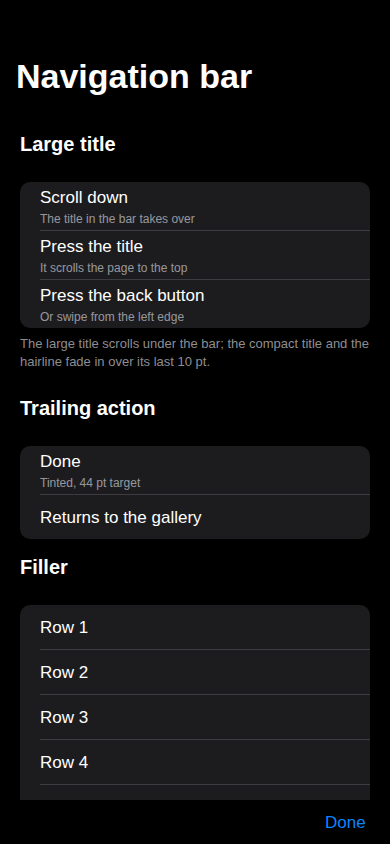 Navigation bar
Large title
Scroll down
The title in the bar takes over
Press the title
It scrolls the page to the top
Press the back button
Or swipe from the left edge
The large title scrolls under the bar; the compact title and the
hairline fade in over its last 10 pt.
Trailing action
Done
Tinted, 44 pt target
Returns to the gallery
Filler
Row 1
Row 2
Row 3
Row 4
Done